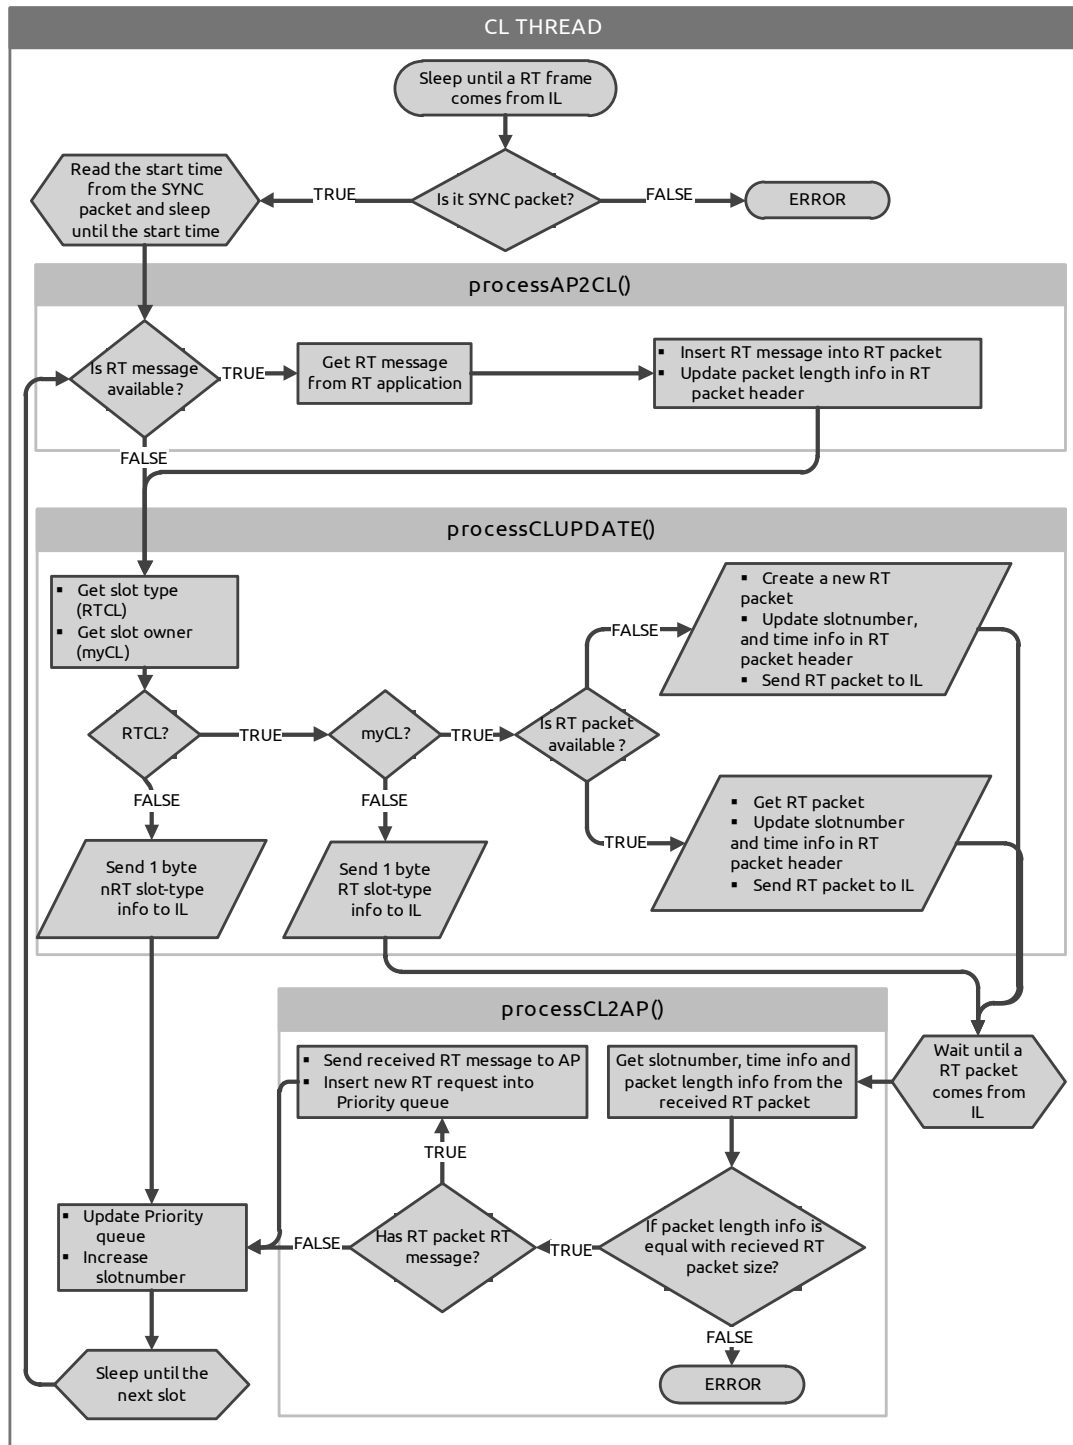 CL THREAD
Sleep until a RT frame
comes from IL
Read the start time
from the SYNC
packet and sleep
until the start time
TRUE
Is it SYNC packet?
FALSE
ERROR
processAP2CL()
Is RT message
available?
TRUE
Get RT message
from RT application
▪ Insert RT message into RT packet
▪ Update packet length info in RT
packet header
FALSE
processCLUPDATE()
▪ Get slot type
(RTCL)
▪ Get slot owner
(myCL)
▪ Create a new RT
packet
▪ Update slotnumber,
and time info in RT
packet header
▪ Send RT packet to IL
FALSE
RTCL?
TRUE
myCL?
TRUE
Is RT packet
available?
FALSE
FALSE
TRUE
▪ Get RT packet
▪ Update slotnumber
and time info in RT
packet header
▪ Send RT packet to IL
Send 1 byte
nRT slot-type
info to IL
Send 1 byte
RT slot-type
info to IL
processCL2AP()
▪ Send received RT message to AP
▪ Insert new RT request into
Priority queue
Get slotnumber, time info and
packet length info from the
received RT packet
Wait until a
RT packet
comes from
IL
TRUE
▪ Update Priority
queue
▪ Increase
slotnumber
FALSE
Has RT packet RT
message?
TRUE
If packet length info is
equal with recieved RT
packet size?
FALSE
ERROR
Sleep until the
next slot